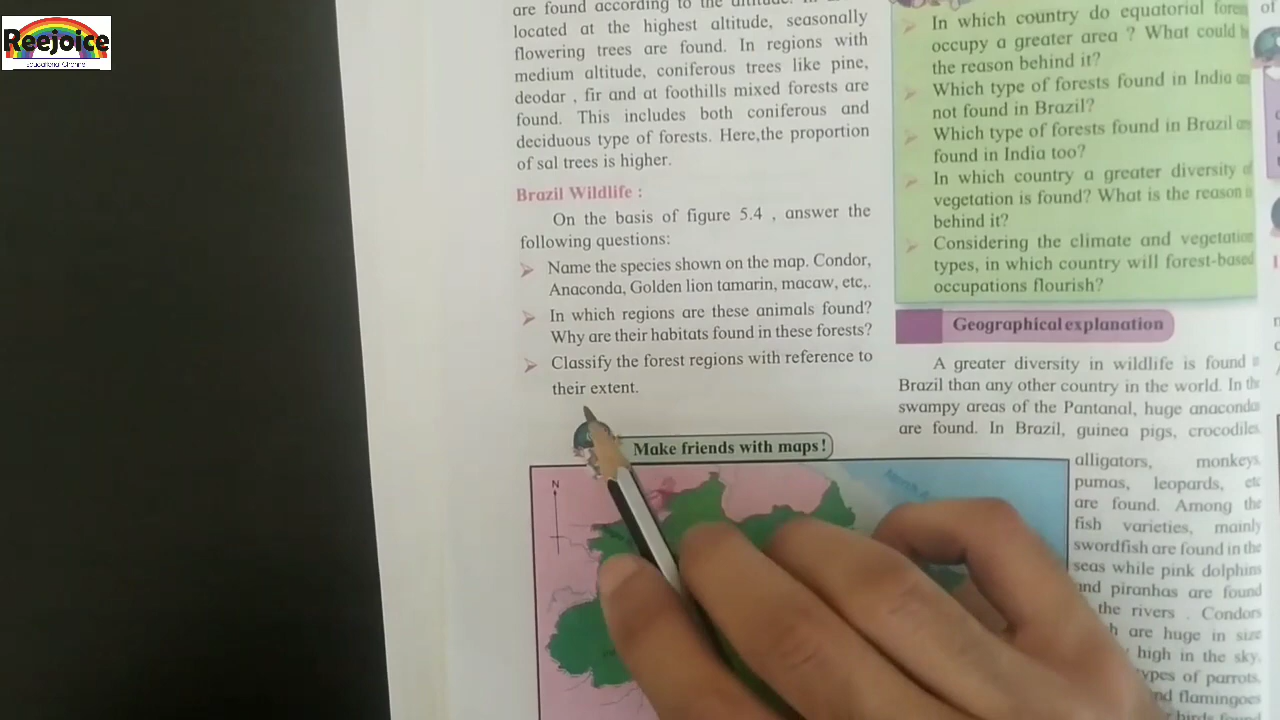 Reejoice
Educational Channel
are found according to the altitude. In
located at the highest altitude, seasonally
flowering trees are found. In regions with
medium altitude, coniferous trees like pine,
deodar , fir and at foothills mixed forests are
found. This includes both coniferous and
deciduous type of forests. Here,the proportion
of sal trees is higher.
Brazil Wildlife :
On the basis of figure 5.4 , answer the
following questions:
➤ Name the species shown on the map. Condor,
Anaconda, Golden lion tamarin, macaw, etc,.
➤ In which regions are these animals found?
Why are their habitats found in these forests?
➤ Classify the forest regions with reference to
their extent.
Make friends with maps!
N
➤ In which country do equatorial
occupy a greater area ? What could
the reason behind it?
➤ Which type of forests found in India
not found in Brazil?
➤ Which type of forests found in Brazil
found in India too?
➤ In which country a greater diversity
vegetation is found? What is the reason
behind it?
➤ Considering the climate and vegetation
types, in which country will forest-based
occupations flourish?
Geographical explanation
A greater diversity in wildlife is found
Brazil than any other country in the world. In the
swampy areas of the Pantanal, huge anaconda
are found. In Brazil, guinea pigs, crocodiles
alligators, monkeys
pumas, leopards, etc
are found. Among the
fish varieties, mainly
swordfish are found in the
seas while pink dolphins
and piranhas are found
the rivers . Condors
are huge in size
high in the sky.
types of parrots,
flamingoes
of